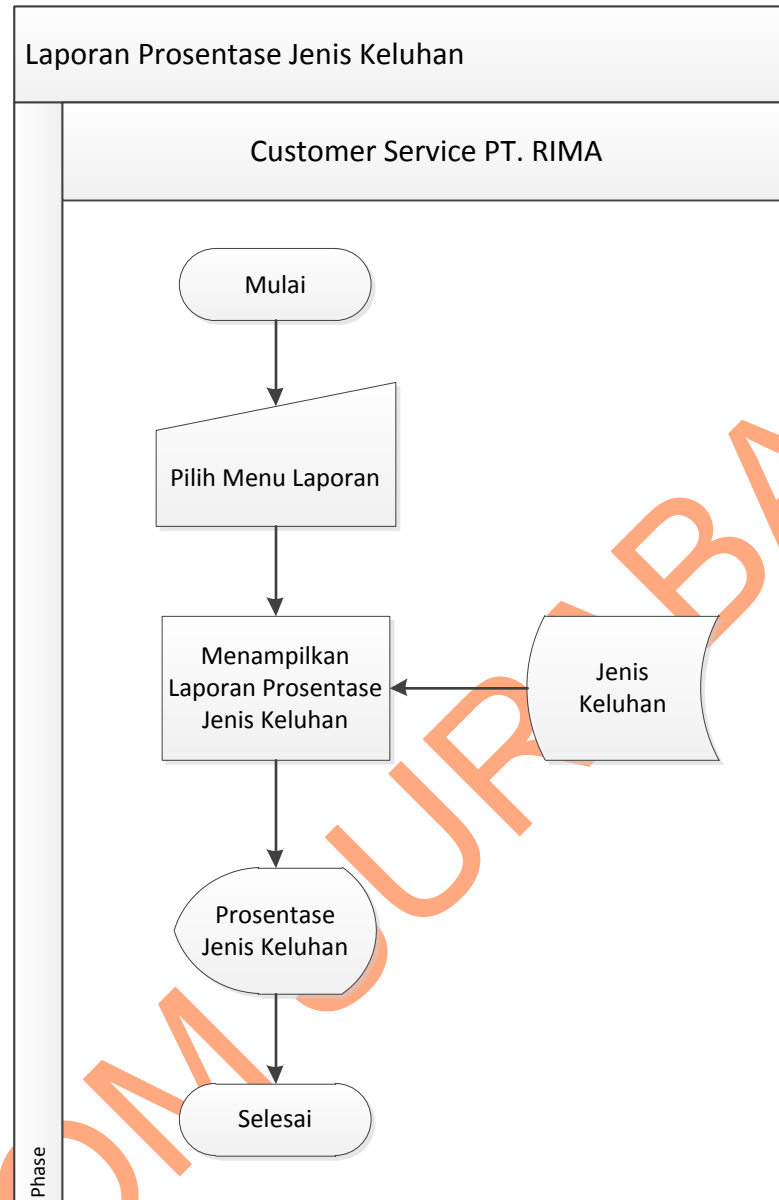 Laporan Prosentase Jenis Keluhan
Customer Service PT. RIMA
Mulai
Pilih Menu Laporan
Menampilkan
Laporan Prosentase
Jenis Keluhan
Jenis
Keluhan
Prosentase
Jenis Keluhan
Selesai
Phase